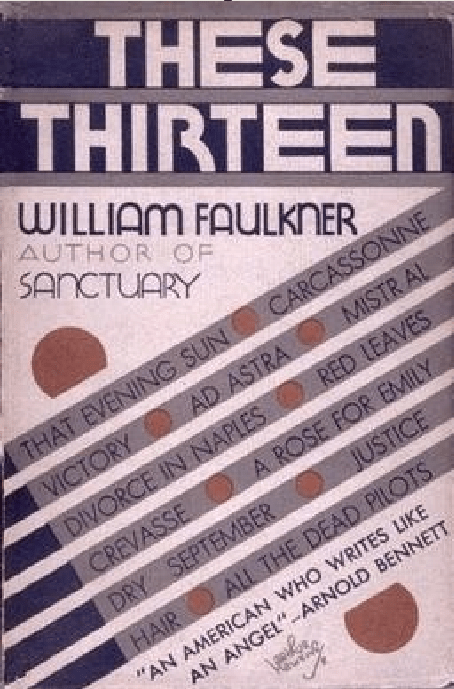 THESE
THIRTEEN
WILLIAM FAULKNER
AUTHOR OF
SANCTUARY
THAT EVENING SUN CARCASSONNE
VICTORY AD ASTRA MISTRAL
DIVORCE IN NAPLES RED LEAVES
CREVASSE A ROSE FOR EMILY
DRY SEPTEMBER JUSTICE
HAIR ALL THE DEAD PILOTS
"AN AMERICAN WHO WRITES LIKE
AN ANGEL" -ARNOLD BENNETT